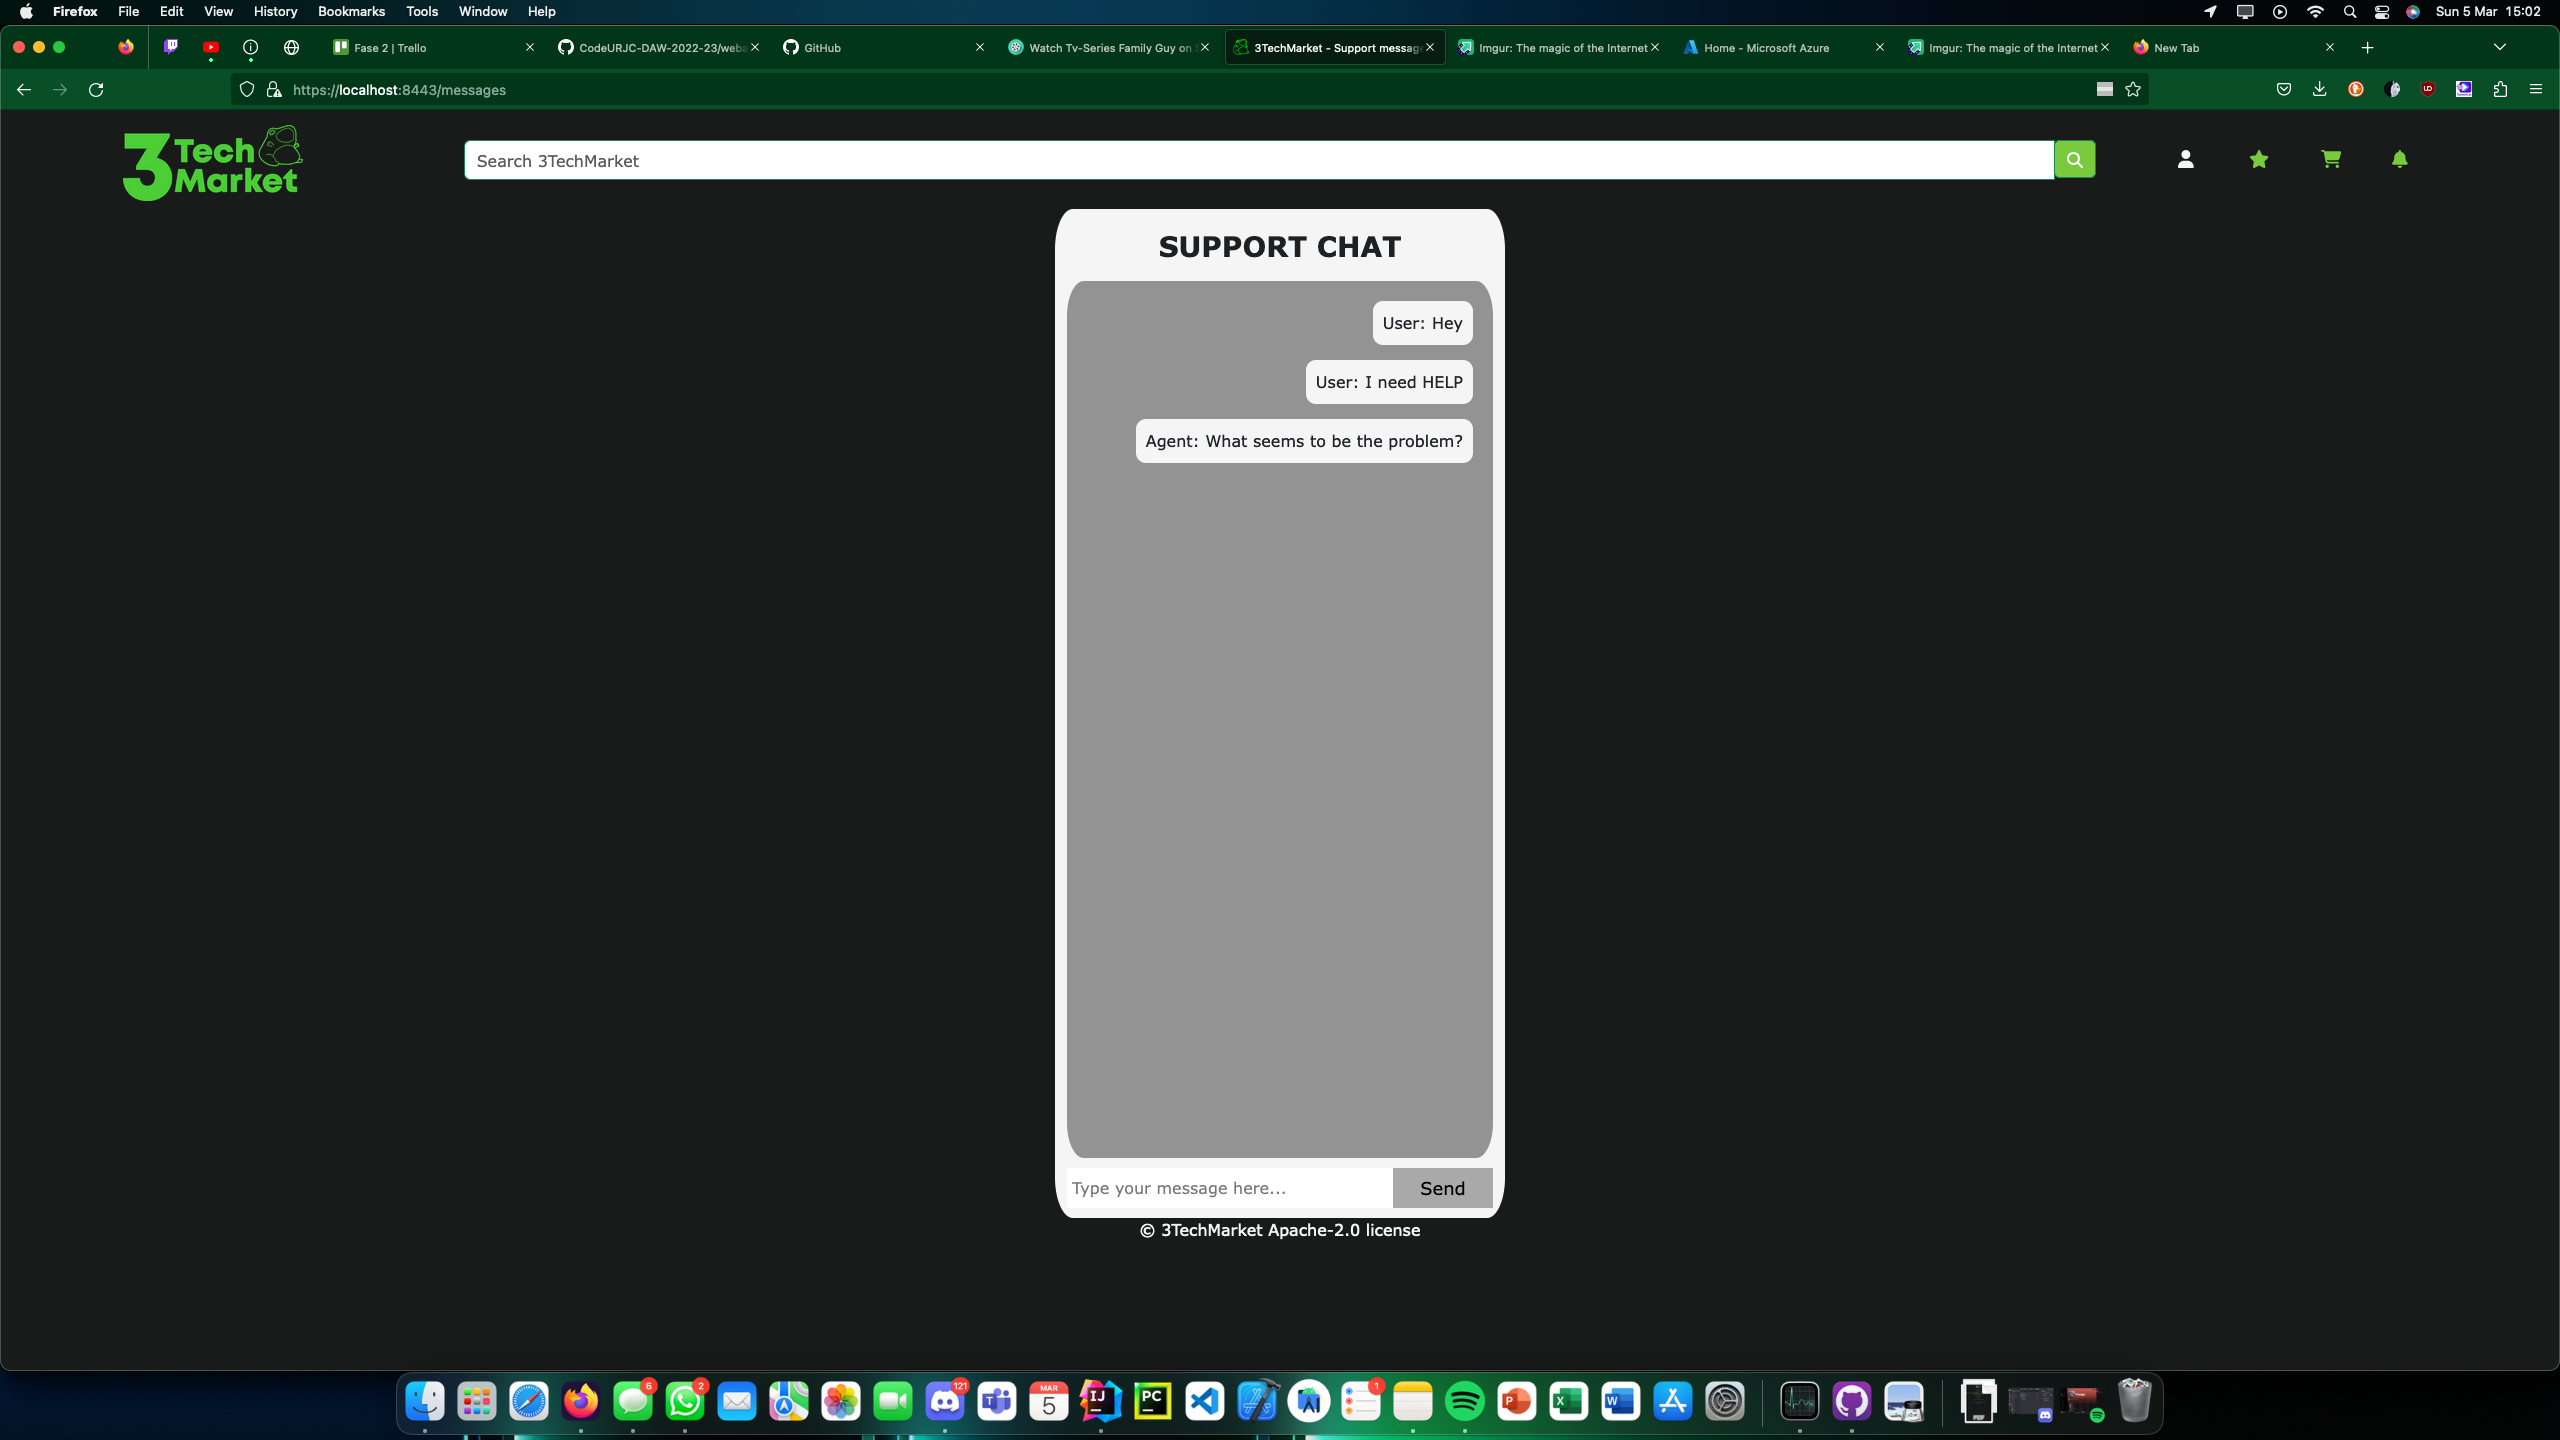 Firefox File Edit View History Bookmarks Tools Window Help Sun 5 Mar 15:02
Fase 2 | Trello CodeURJC-DAW-2022-23/weba GitHub Watch Tv-Series Family Guy on 3TechMarket - Support messag Imgur: The magic of the Internet Home - Microsoft Azure Imgur: The magic of the Internet New Tab
https://localhost:8443/messages
3 Tech Market
Search 3TechMarket
SUPPORT CHAT
User: Hey
User: I need HELP
Agent: What seems to be the problem?
Type your message here... Send
© 3TechMarket Apache-2.0 license
6 2 121 MAR 5 IJ PC 1 P X W